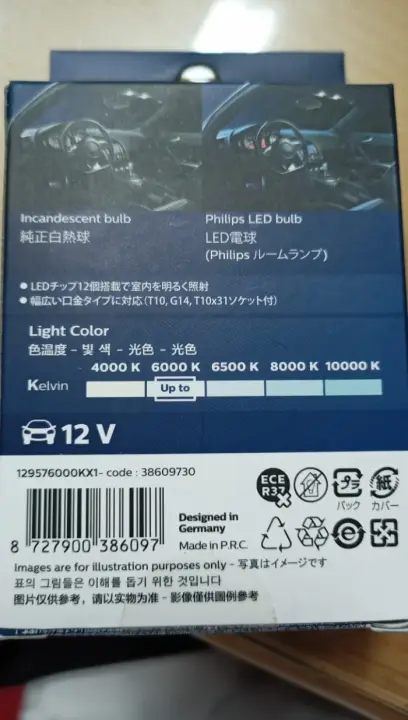 Incandescent bulb
純正白熱球
Philips LED bulb
LED電球
(Philips ルームランプ)
● LEDチップ12個搭載で室内を明るく照射
● 幅広い口金タイプに対応(T10, G14, T10x31ソケット付)
Light Color
色温度 - 빛 색 - 光色 - 光色
4000 K 6000 K 6500 K 8000 K 10000 K
Kelvin Up to
12 V
129576000KX1- code : 38609730
ECE
R37
プラ
パック
紙
カバー
Designed in
Germany
Made in P.R.C.
8 727900 386097
Images are for illustration purposes only - 写真はイメージです
표의 그림들은 이해를 돕기 위한 것입니다
图片仅供参考，请以实物为准 - 影像僅供圖例參考